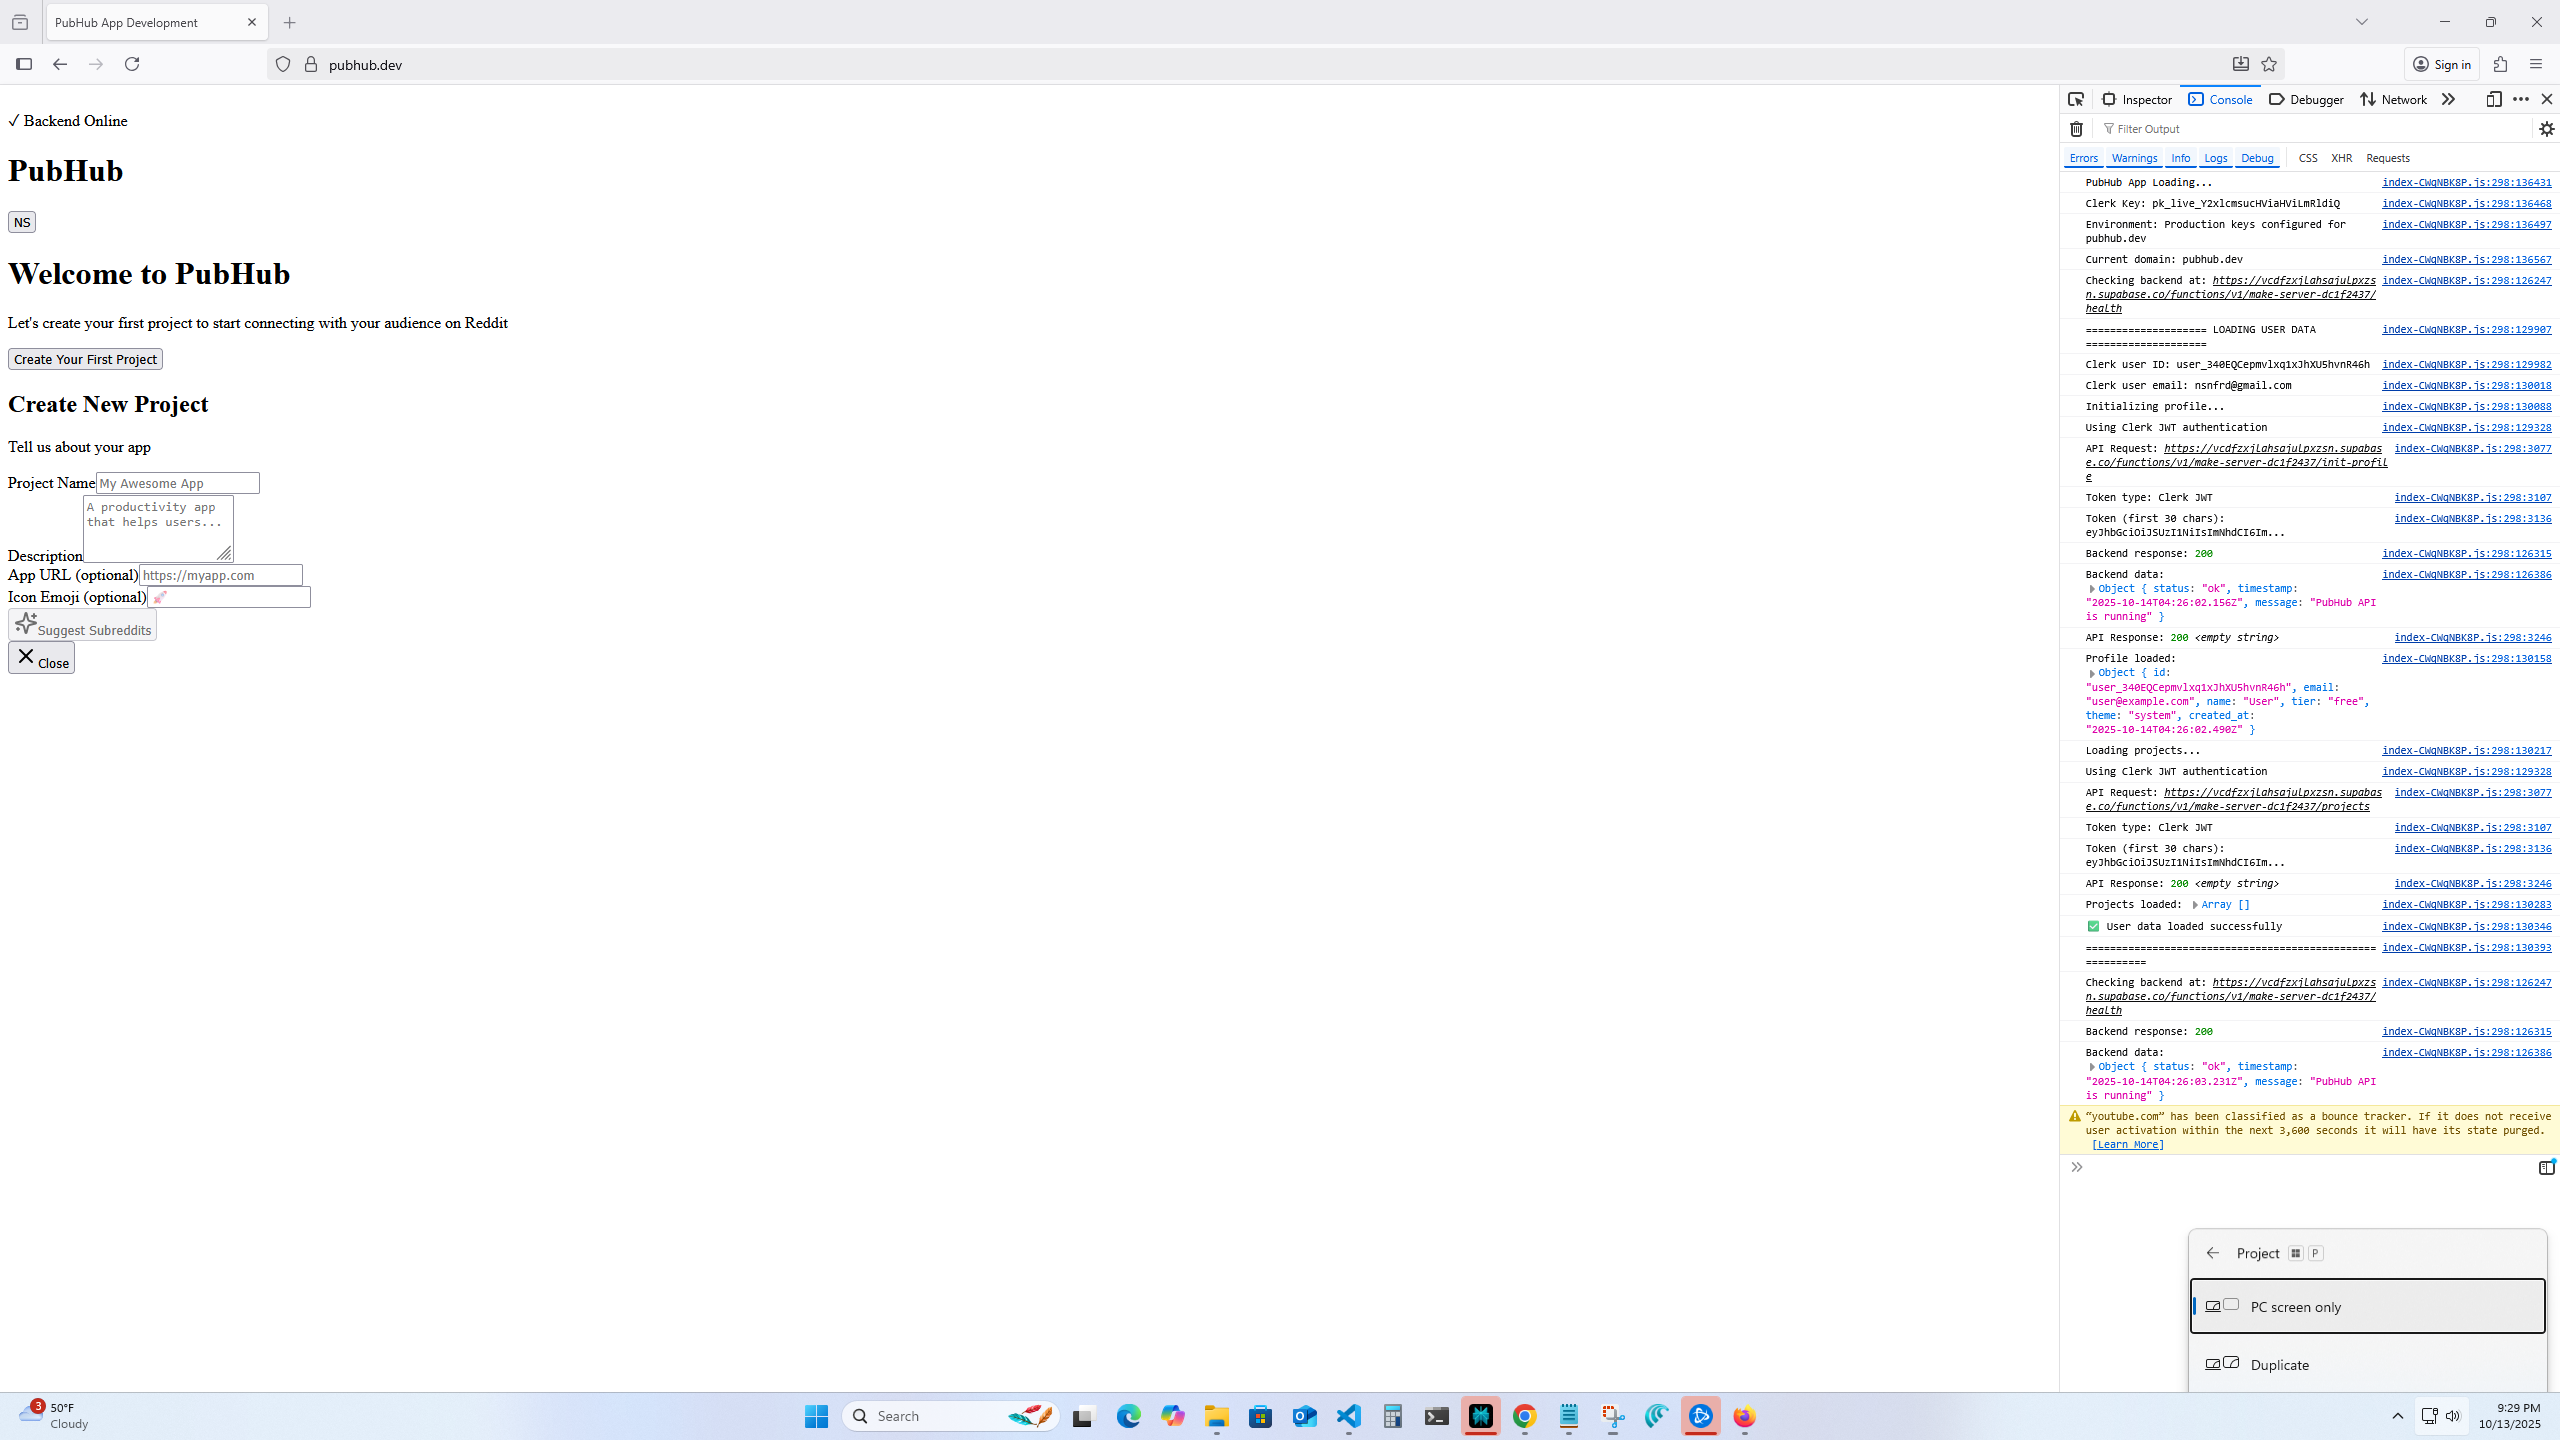 PubHub App Development
pubhub.dev
Sign in
✓ Backend Online
PubHub
NS
Welcome to PubHub
Let's create your first project to start connecting with your audience on Reddit
Create Your First Project
Create New Project
Tell us about your app
Project Name My Awesome App
Description A productivity app
that helps users...
App URL (optional) https://myapp.com
Icon Emoji (optional) 🚀
Suggest Subreddits
Close
Inspector Console Debugger Network
Filter Output
Errors Warnings Info Logs Debug CSS XHR Requests
PubHub App Loading... index-CWqNBK8P.js:298:136431
Clerk Key: pk_live_Y2xlcmsucHViaHViLmRldiQ index-CWqNBK8P.js:298:136468
Environment: Production keys configured for index-CWqNBK8P.js:298:136497
pubhub.dev
Current domain: pubhub.dev index-CWqNBK8P.js:298:136567
Checking backend at: https://vcdfzxjlahsajulpxzs index-CWqNBK8P.js:298:126247
n.supabase.co/functions/v1/make-server-dc1f2437/
health
==================== LOADING USER DATA index-CWqNBK8P.js:298:129907
====================
Clerk user ID: user_340EQCepmvlxq1xJhXU5hvnR46h index-CWqNBK8P.js:298:129982
Clerk user email: nsnfrd@gmail.com index-CWqNBK8P.js:298:130018
Initializing profile... index-CWqNBK8P.js:298:130088
Using Clerk JWT authentication index-CWqNBK8P.js:298:129328
API Request: https://vcdfzxjlahsajulpxzsn.supabas index-CWqNBK8P.js:298:3077
e.co/functions/v1/make-server-dc1f2437/init-profil
e
Token type: Clerk JWT index-CWqNBK8P.js:298:3107
Token (first 30 chars): index-CWqNBK8P.js:298:3136
eyJhbGciOiJSUzI1NiIsImNhdCI6Im...
Backend response: 200 index-CWqNBK8P.js:298:126315
Backend data: index-CWqNBK8P.js:298:126386
Object { status: "ok", timestamp:
"2025-10-14T04:26:02.156Z", message: "PubHub API
is running" }
API Response: 200 <empty string> index-CWqNBK8P.js:298:3246
Profile loaded: index-CWqNBK8P.js:298:130158
Object { id:
"user_340EQCepmvlxq1xJhXU5hvnR46h", email:
"user@example.com", name: "User", tier: "free",
theme: "system", created_at:
"2025-10-14T04:26:02.490Z" }
Loading projects... index-CWqNBK8P.js:298:130217
Using Clerk JWT authentication index-CWqNBK8P.js:298:129328
API Request: https://vcdfzxjlahsajulpxzsn.supabas index-CWqNBK8P.js:298:3077
e.co/functions/v1/make-server-dc1f2437/projects
Token type: Clerk JWT index-CWqNBK8P.js:298:3107
Token (first 30 chars): index-CWqNBK8P.js:298:3136
eyJhbGciOiJSUzI1NiIsImNhdCI6Im...
API Response: 200 <empty string> index-CWqNBK8P.js:298:3246
Projects loaded: Array [] index-CWqNBK8P.js:298:130283
✅ User data loaded successfully index-CWqNBK8P.js:298:130346
================================================ index-CWqNBK8P.js:298:130393
==========
Checking backend at: https://vcdfzxjlahsajulpxzs index-CWqNBK8P.js:298:126247
n.supabase.co/functions/v1/make-server-dc1f2437/
health
Backend response: 200 index-CWqNBK8P.js:298:126315
Backend data: index-CWqNBK8P.js:298:126386
Object { status: "ok", timestamp:
"2025-10-14T04:26:03.231Z", message: "PubHub API
is running" }
“youtube.com” has been classified as a bounce tracker. If it does not receive
user activation within the next 3,600 seconds it will have its state purged.
[Learn More]
Project P
PC screen only
Duplicate
3
50°F
Cloudy
Search
9:29 PM
10/13/2025